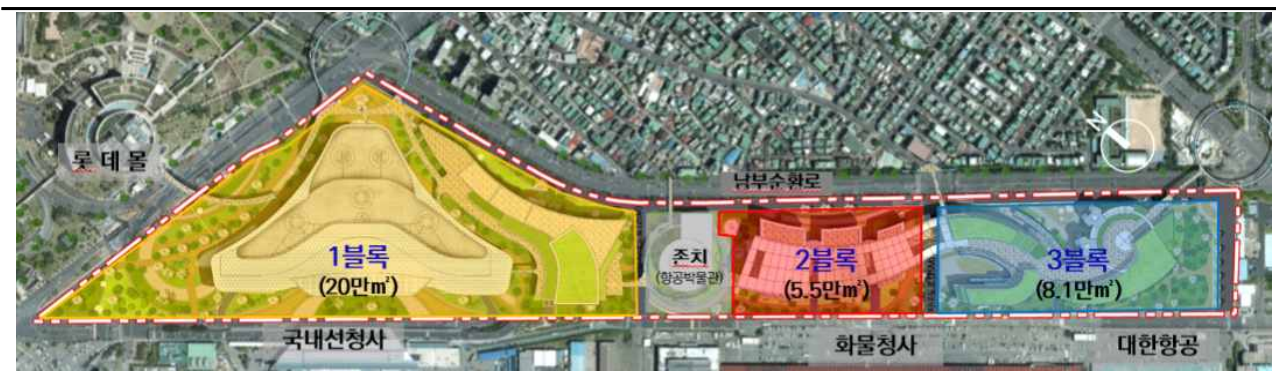 N
롯데몰
남부순환로
1블록
(20만㎡)
존치
(항공박물관)
2블록
(5.5만㎡)
3블록
(8.1만㎡)
국내선청사
화물청사
대한항공